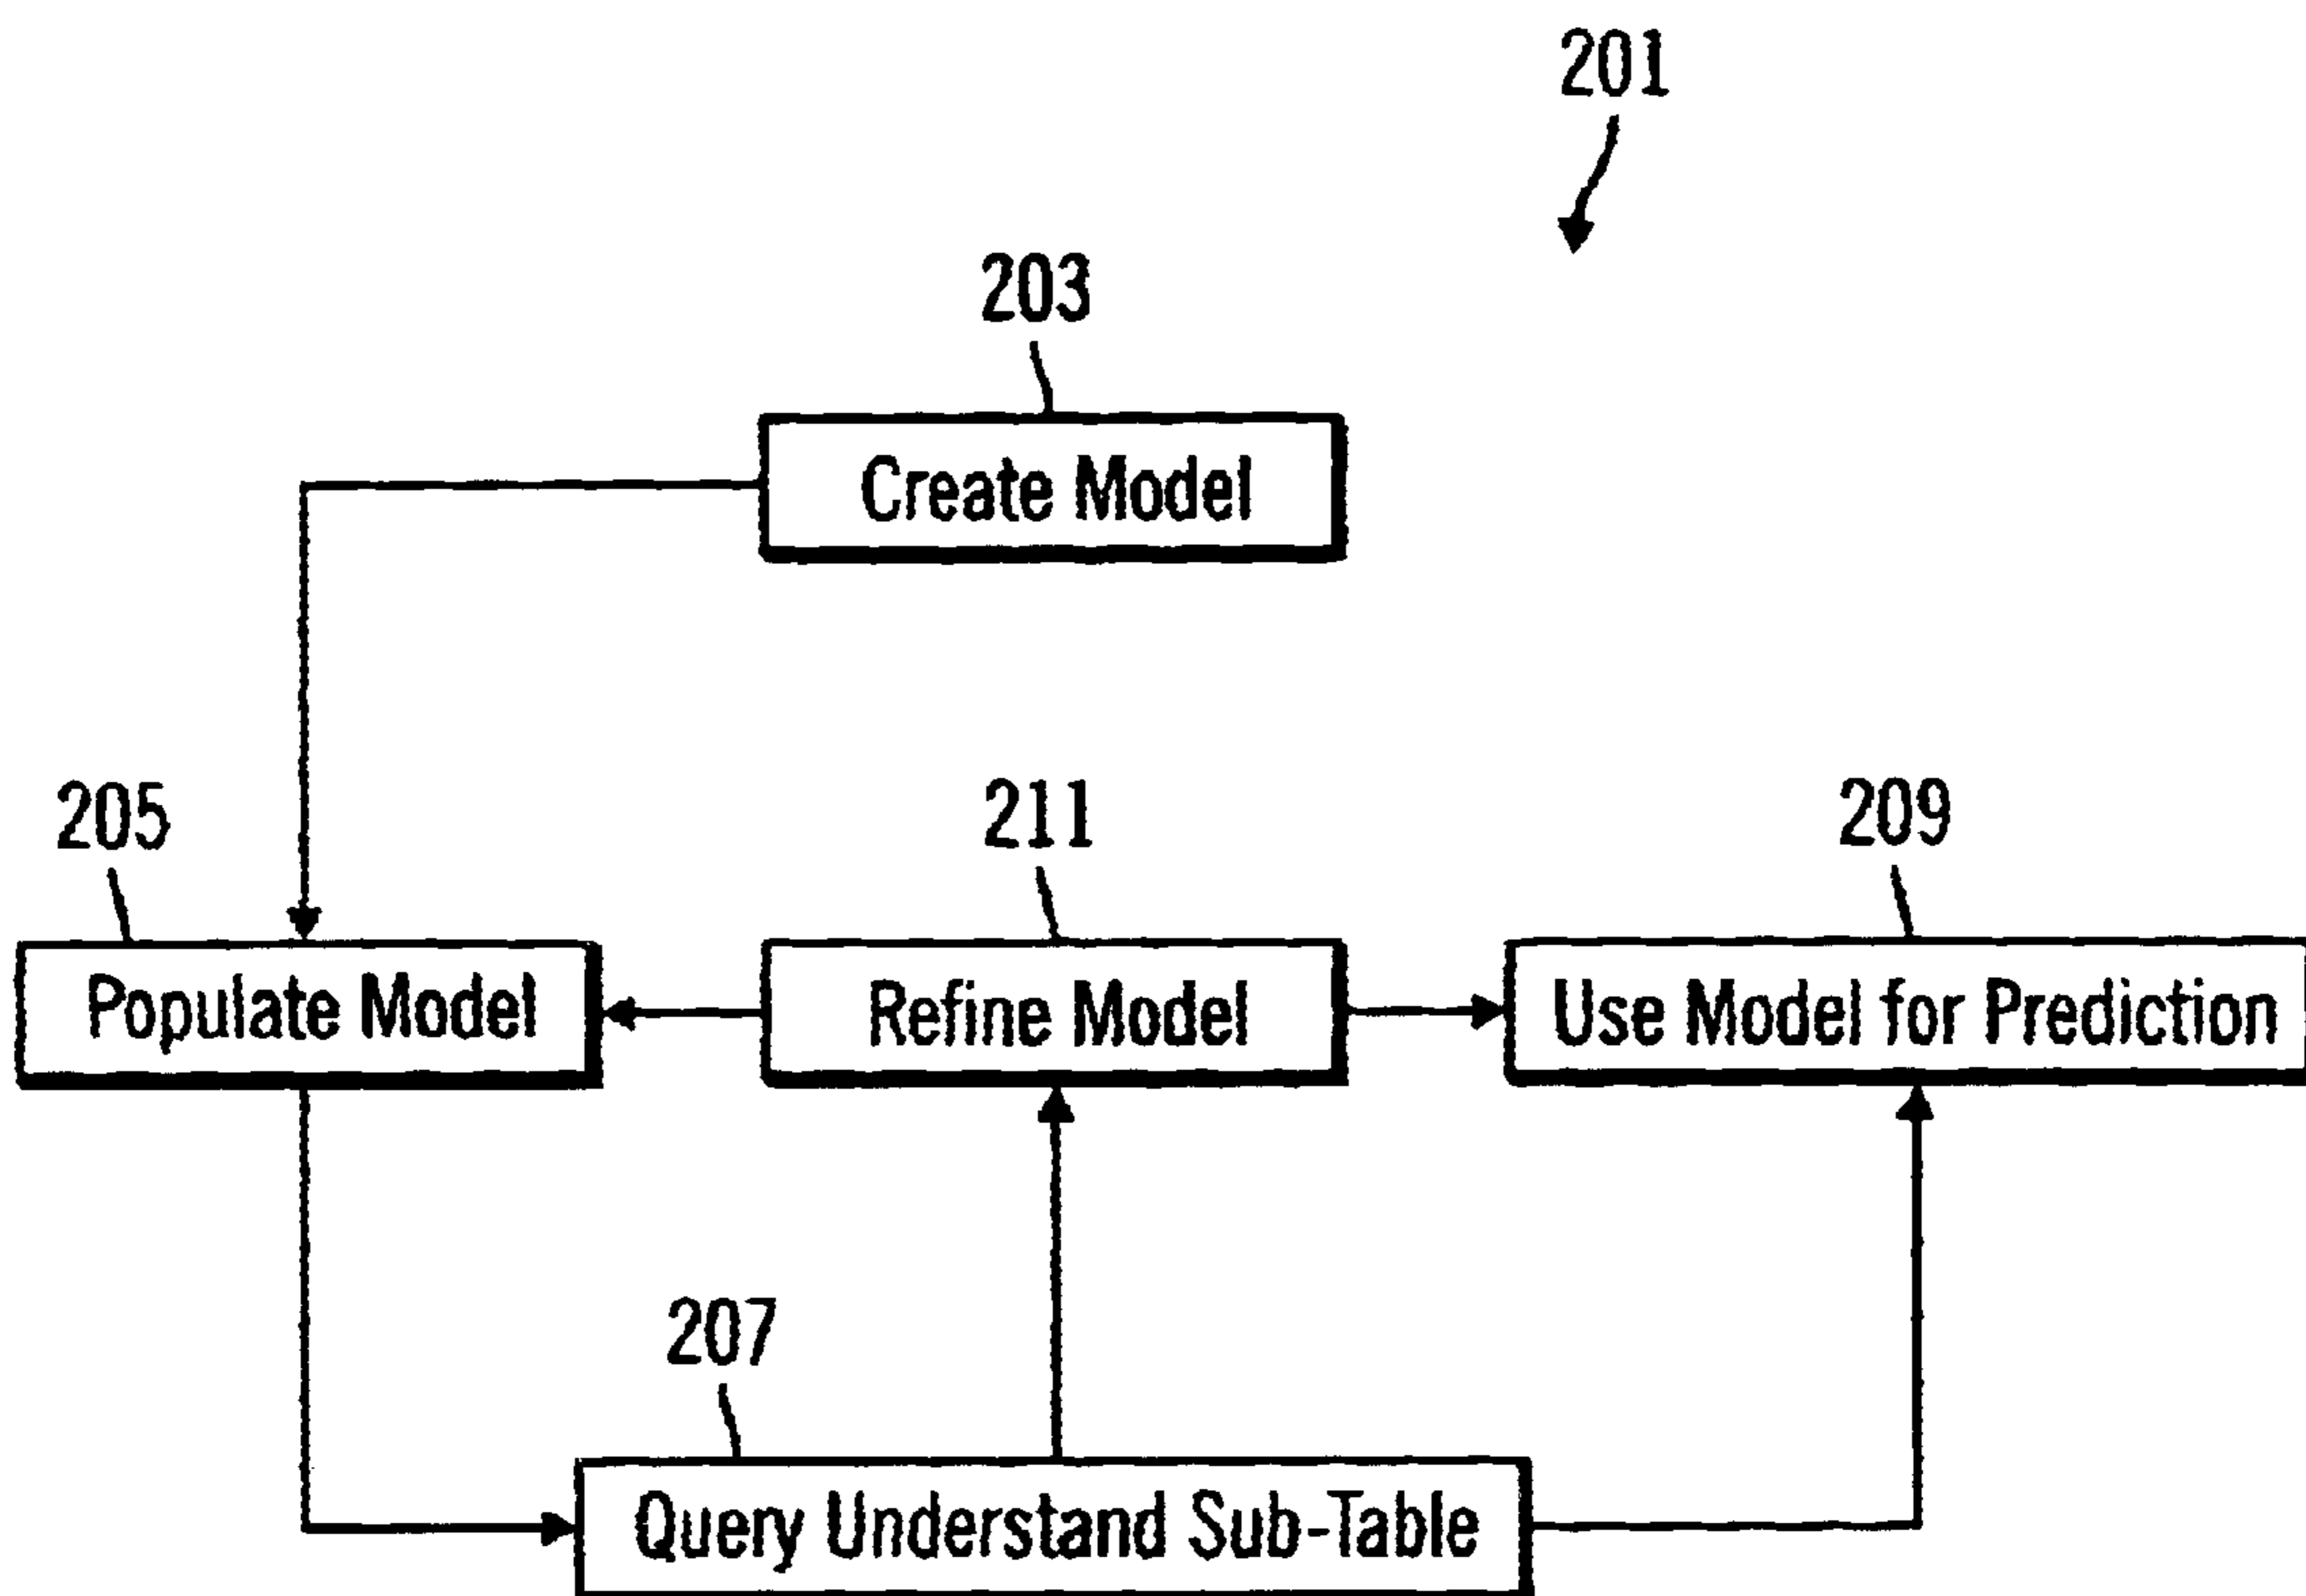 201
203
Create Model
205
211
209
Populate Model
Refine Model
Use Model for Prediction
207
Query Understand Sub-Table